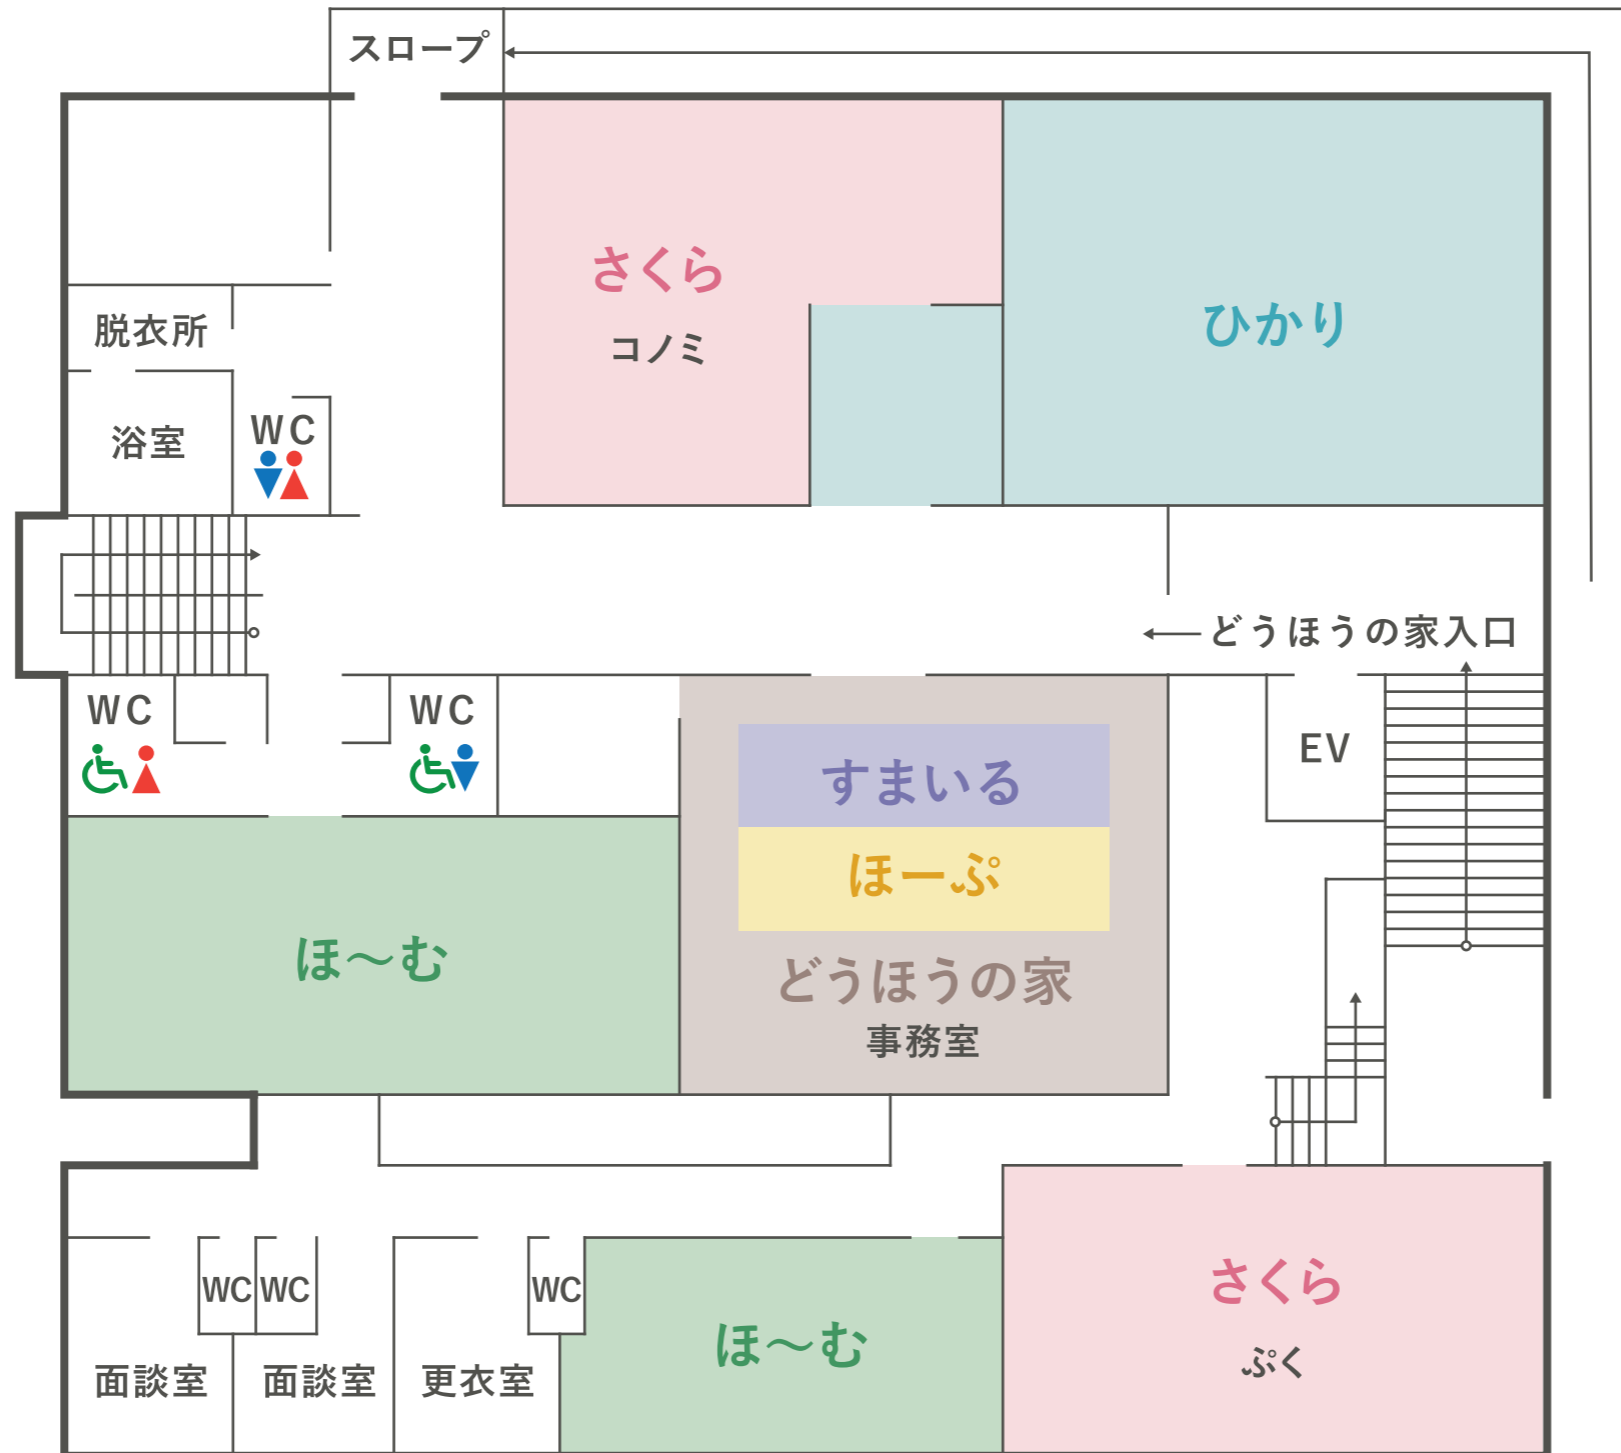 スロープ
さくら
コノミ
ひかり
脱衣所
浴室
WC
どうほうの家入口
WC
WC
EV
すまいる
ほーぷ
どうほうの家
事務室
ほ～む
WC
WC
WC
面談室
面談室
更衣室
ほ～む
さくら
ぷく